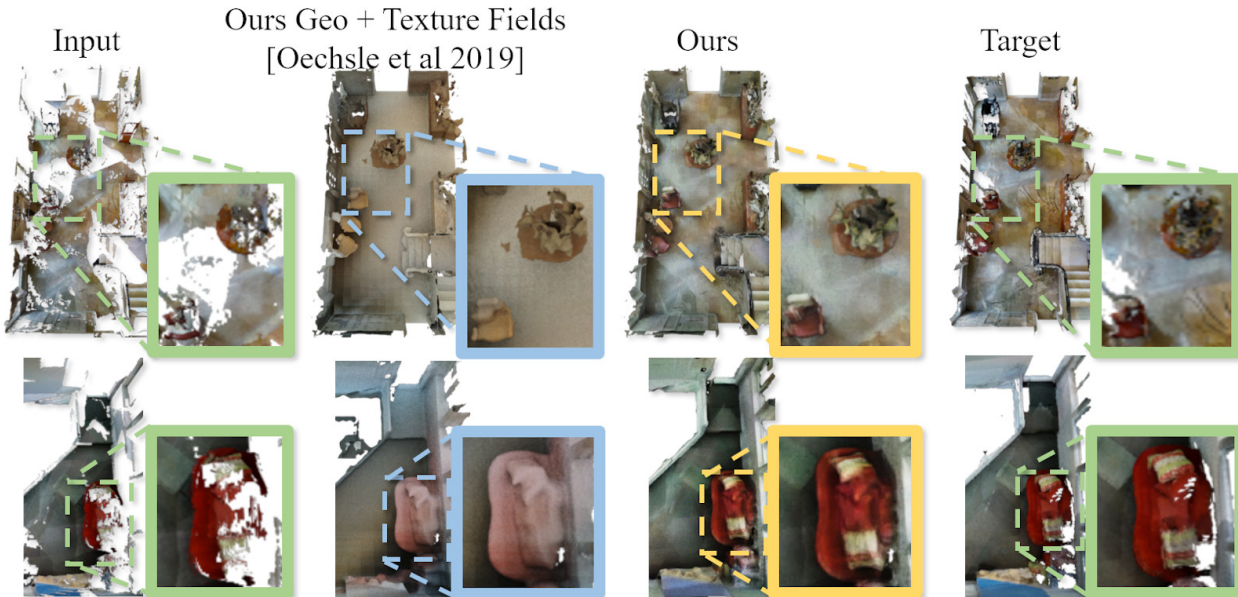 Input
Ours Geo + Texture Fields
[Oechsle et al 2019]
Ours
Target